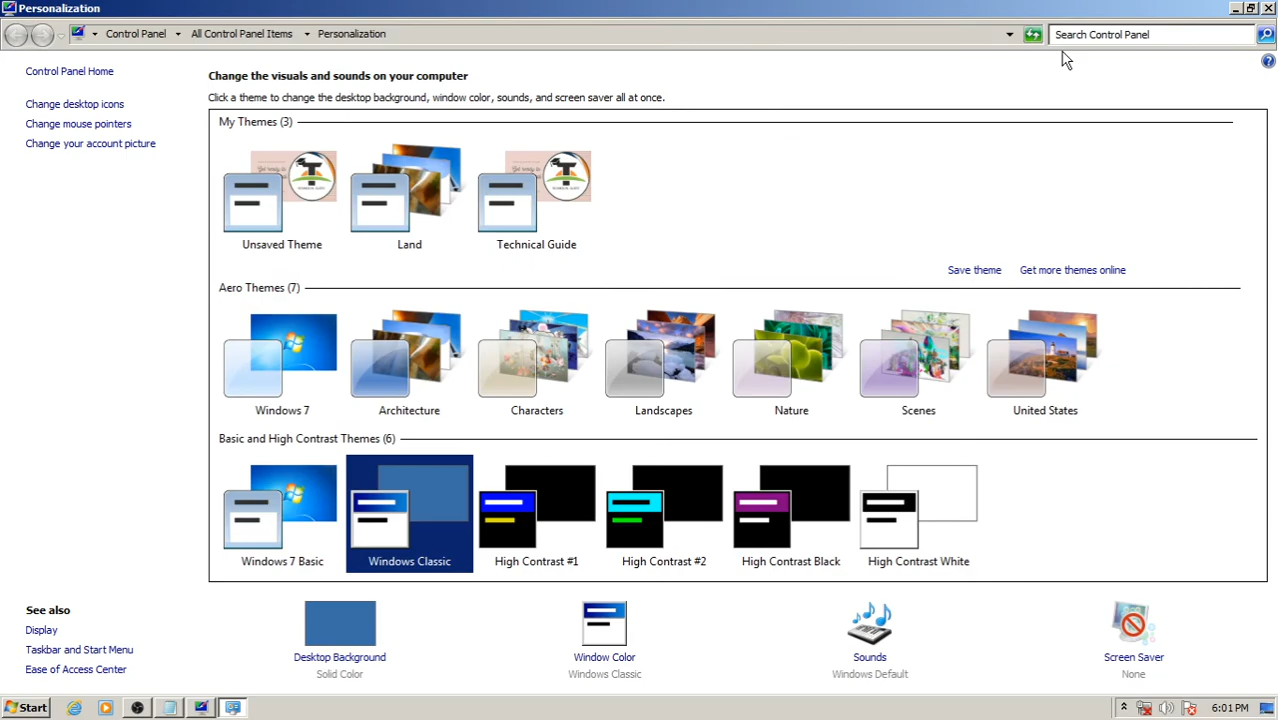 Personalization
Control Panel All Control Panel Items Personalization Search Control Panel
Control Panel Home
Change desktop icons
Change mouse pointers
Change your account picture
See also
Display
Taskbar and Start Menu
Ease of Access Center
Change the visuals and sounds on your computer
Click a theme to change the desktop background, window color, sounds, and screen saver all at once.
My Themes (3)
Unsaved Theme Land Technical Guide
Save theme Get more themes online
Aero Themes (7)
Windows 7 Architecture Characters Landscapes Nature Scenes United States
Basic and High Contrast Themes (6)
Windows 7 Basic Windows Classic High Contrast #1 High Contrast #2 High Contrast Black High Contrast White
Desktop Background Window Color Sounds Screen Saver
Solid Color Windows Classic Windows Default None
Start 6:01 PM